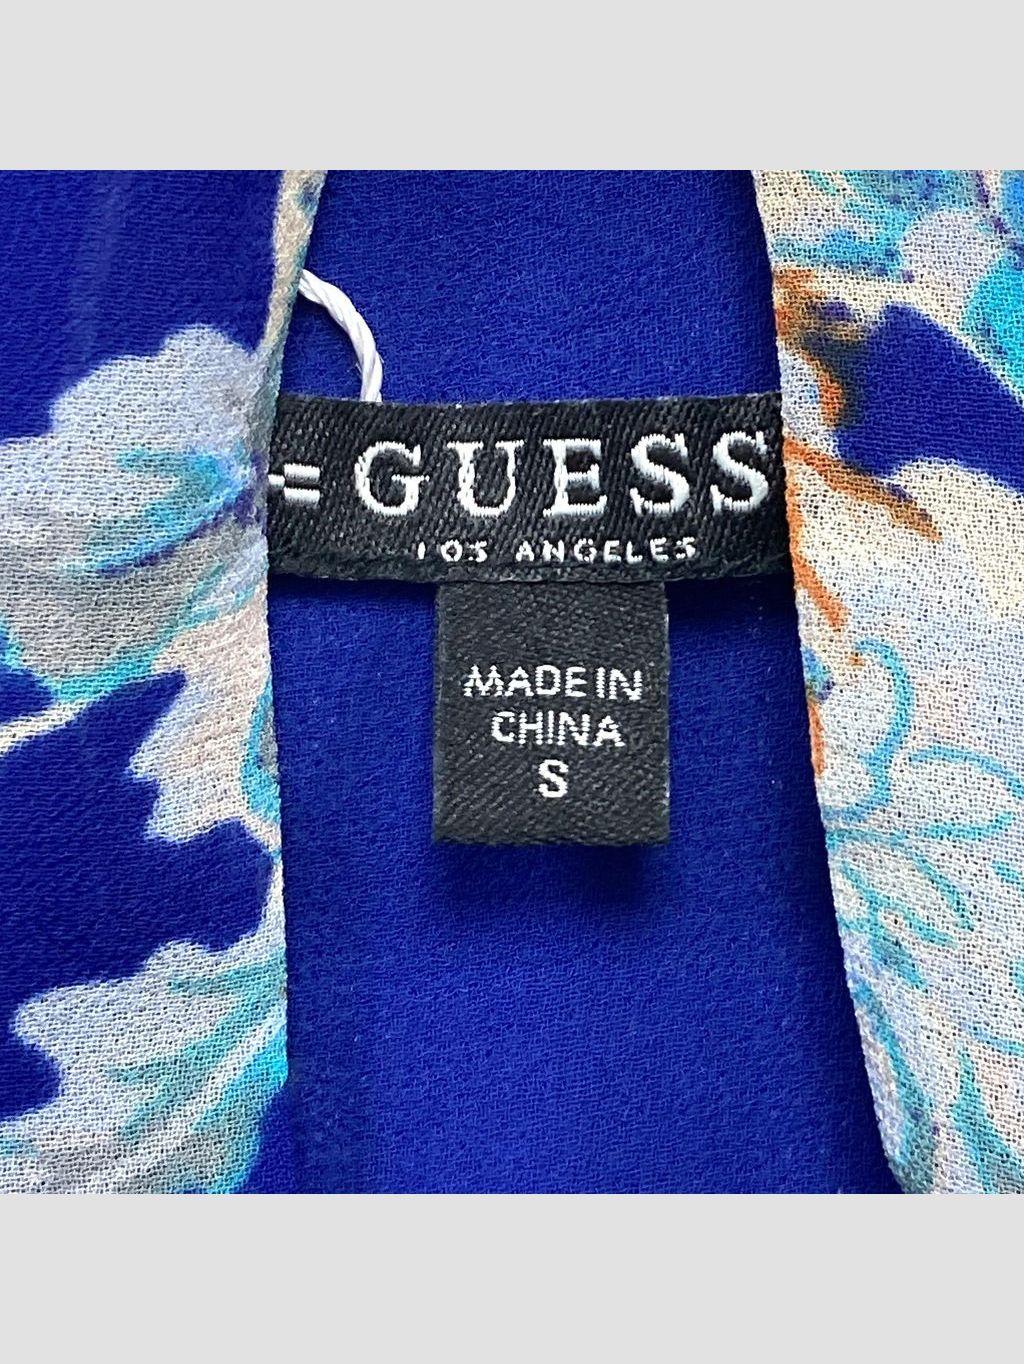 = GUESS
LOS ANGELES
MADE IN
CHINA
S